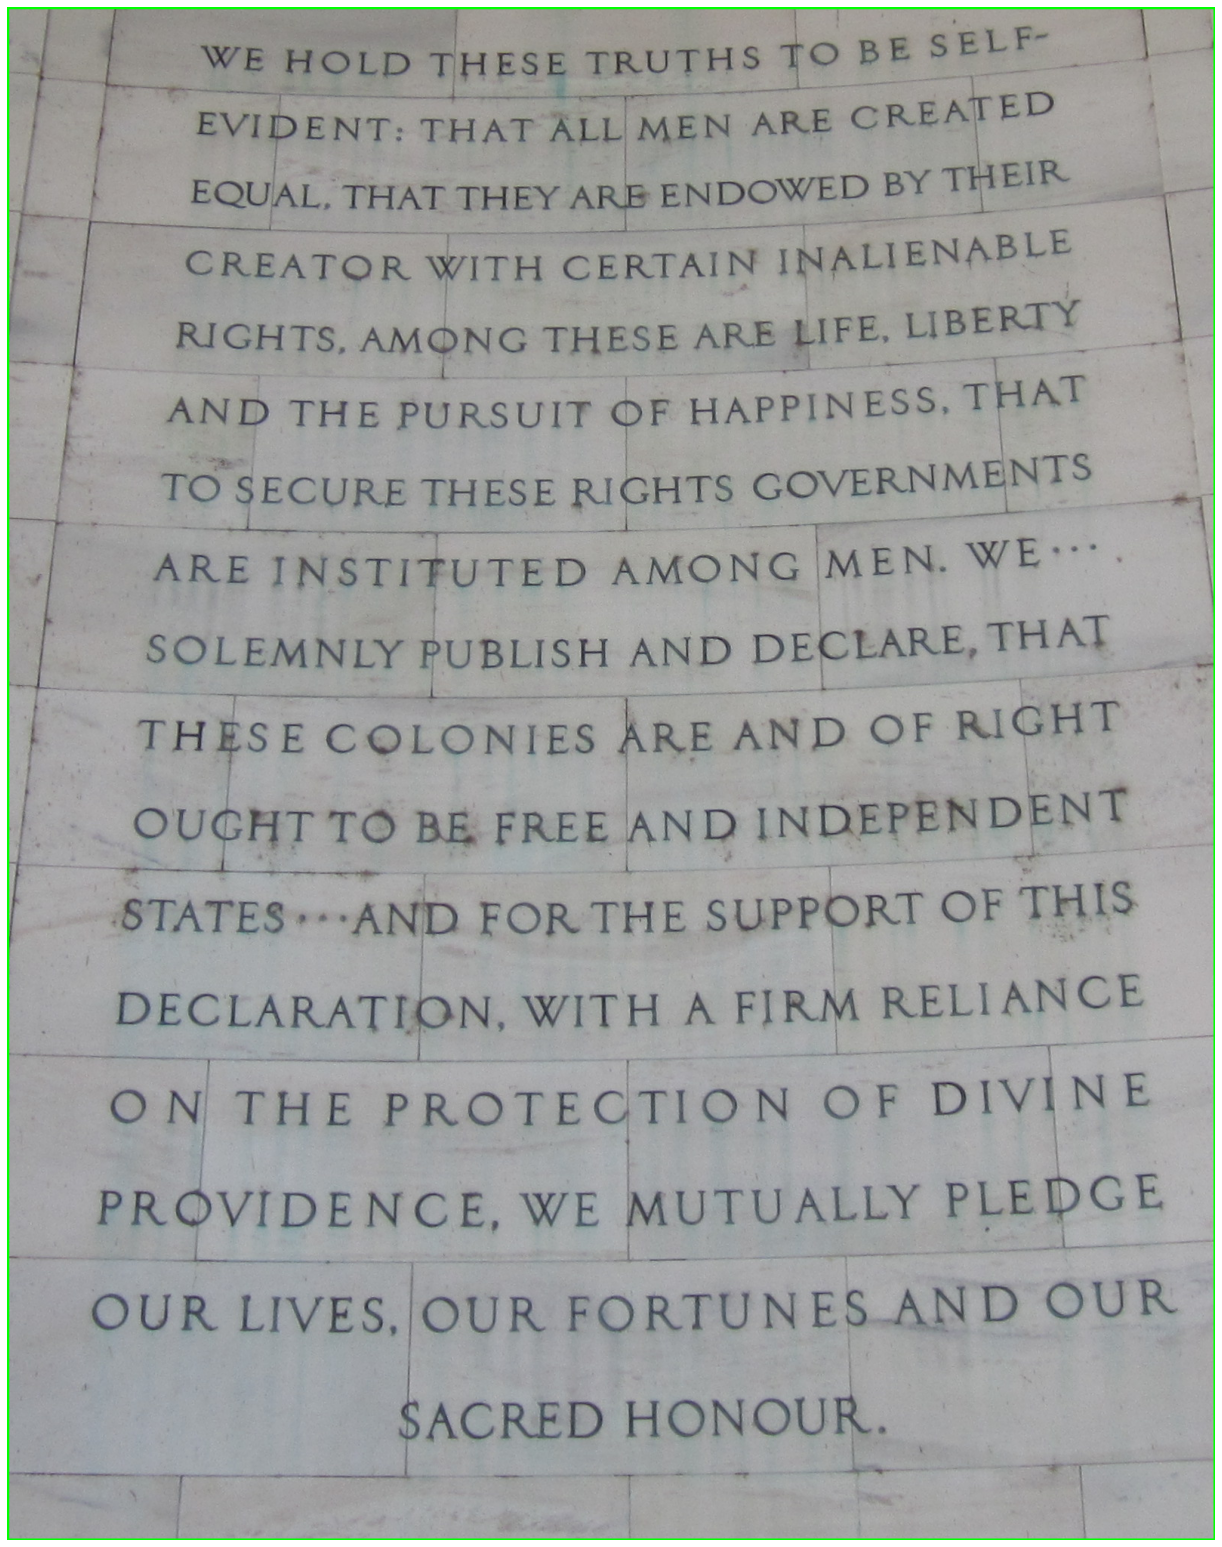 WE HOLD THESE TRUTHS TO BE SELF-
EVIDENT: THAT ALL MEN ARE CREATED
EQUAL, THAT THEY ARE ENDOWED BY THEIR
CREATOR WITH CERTAIN INALIENABLE
RIGHTS, AMONG THESE ARE LIFE, LIBERTY
AND THE PURSUIT OF HAPPINESS, THAT
TO SECURE THESE RIGHTS GOVERNMENTS
ARE INSTITUTED AMONG MEN. WE···
SOLEMNLY PUBLISH AND DECLARE, THAT
THESE COLONIES ARE AND OF RIGHT
OUGHT TO BE FREE AND INDEPENDENT
STATES···AND FOR THE SUPPORT OF THIS
DECLARATION, WITH A FIRM RELIANCE
ON THE PROTECTION OF DIVINE
PROVIDENCE, WE MUTUALLY PLEDGE
OUR LIVES, OUR FORTUNES AND OUR
SACRED HONOUR.